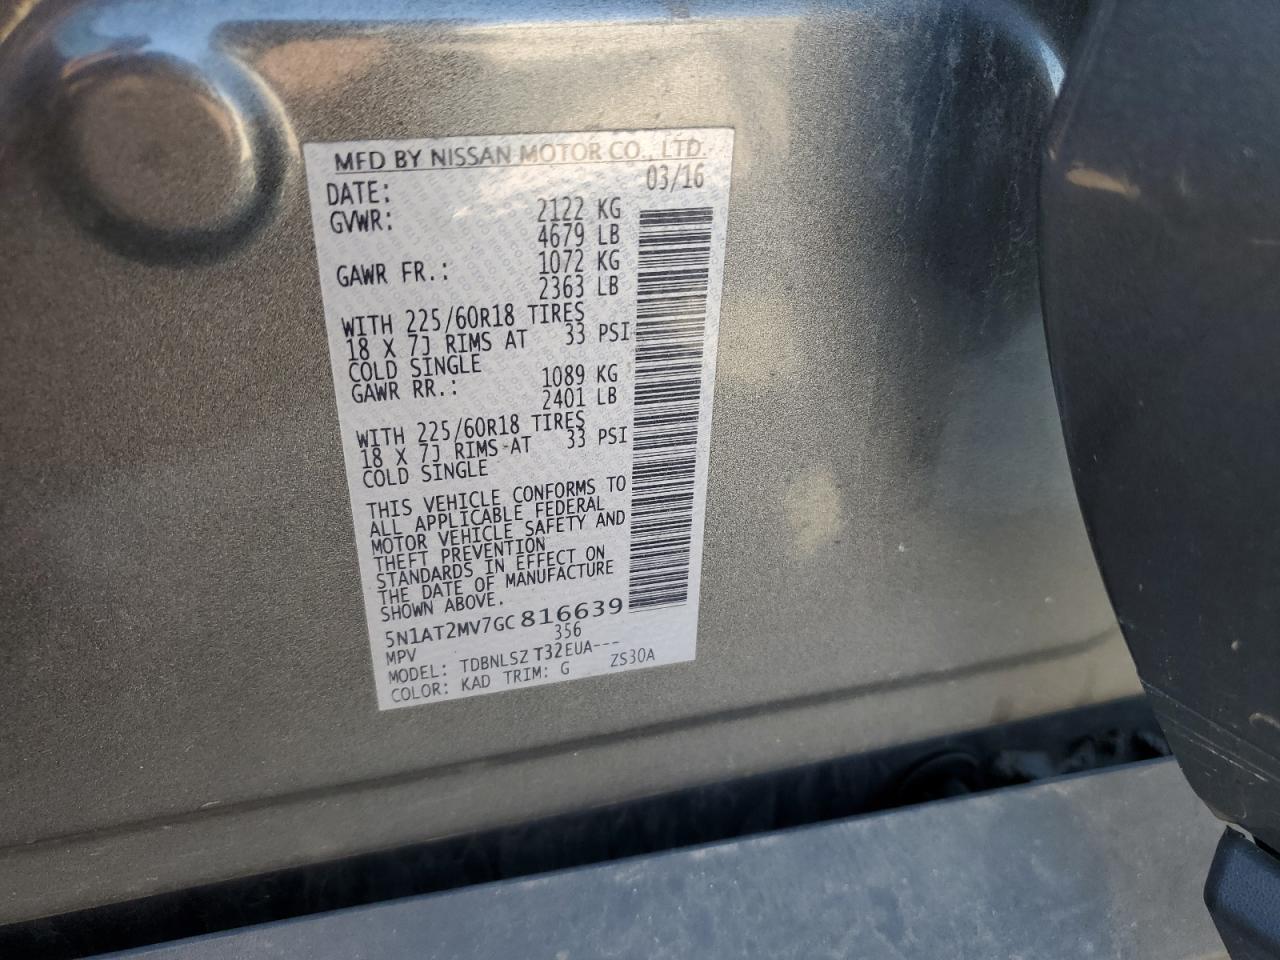 MFD BY NISSAN MOTOR CO., LTD.
DATE: 03/16
GVWR: 2122 KG
4679 LB
GAWR FR.: 1072 KG
2363 LB
WITH 225/60R18 TIRES
18 X 7J RIMS AT 33 PSI
COLD SINGLE
GAWR RR.: 1089 KG
2401 LB
WITH 225/60R18 TIRES
18 X 7J RIMS AT 33 PSI
COLD SINGLE
THIS VEHICLE CONFORMS TO
ALL APPLICABLE FEDERAL
MOTOR VEHICLE SAFETY AND
THEFT PREVENTION
STANDARDS IN EFFECT ON
THE DATE OF MANUFACTURE
SHOWN ABOVE.
5N1AT2MV7GC816639
MPV 356
MODEL: TDBNLSZ T32EUA---
COLOR: KAD TRIM: G ZS30A